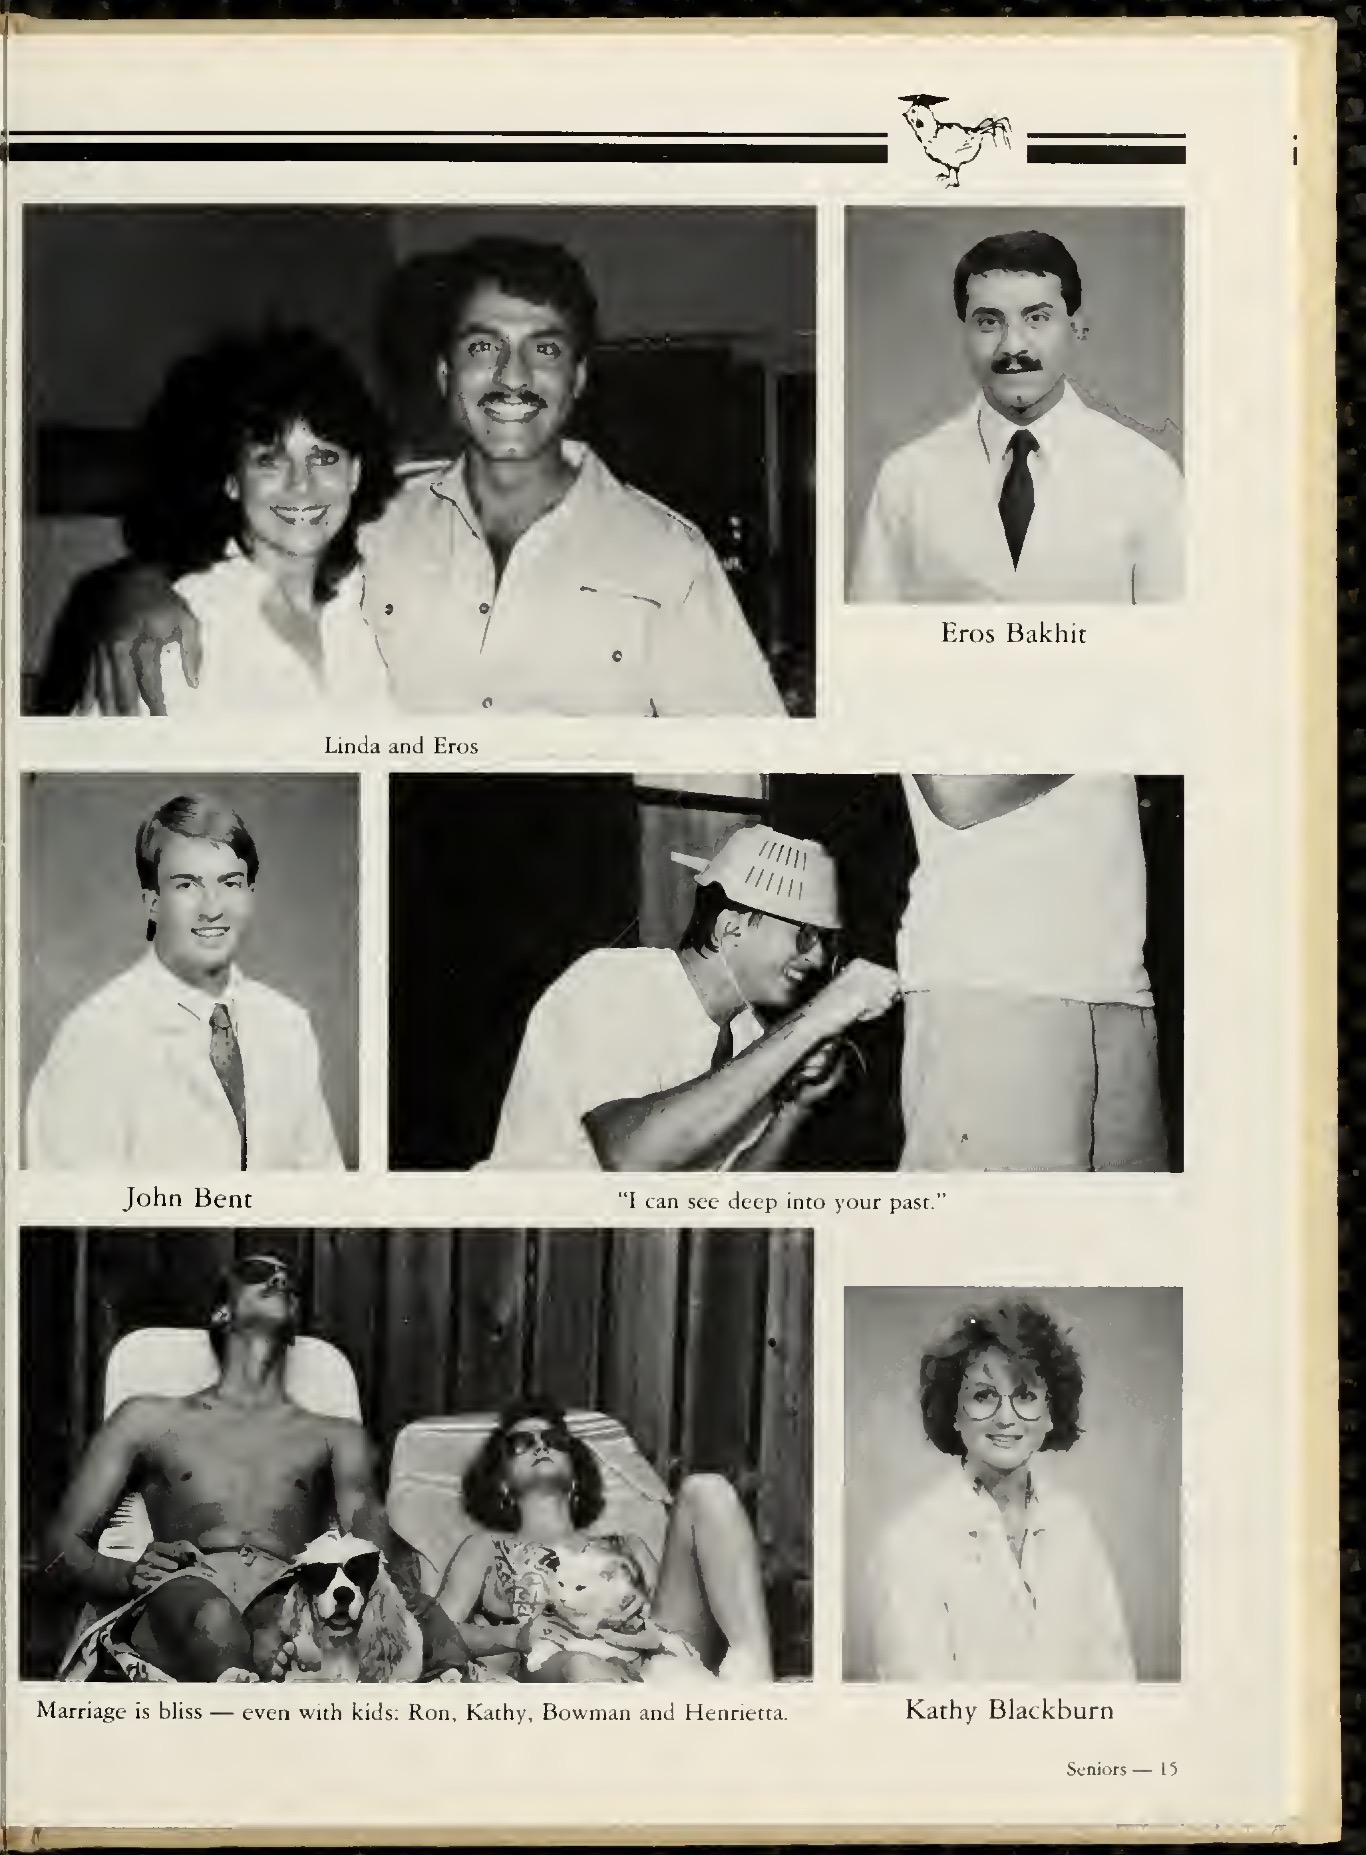 Eros Bakhit
Linda and Eros
John Bent
“I can see deep into your past.”
Marriage is bliss — even with kids: Ron, Kathy, Bowman and Henrietta.
Kathy Blackburn
Seniors — 15